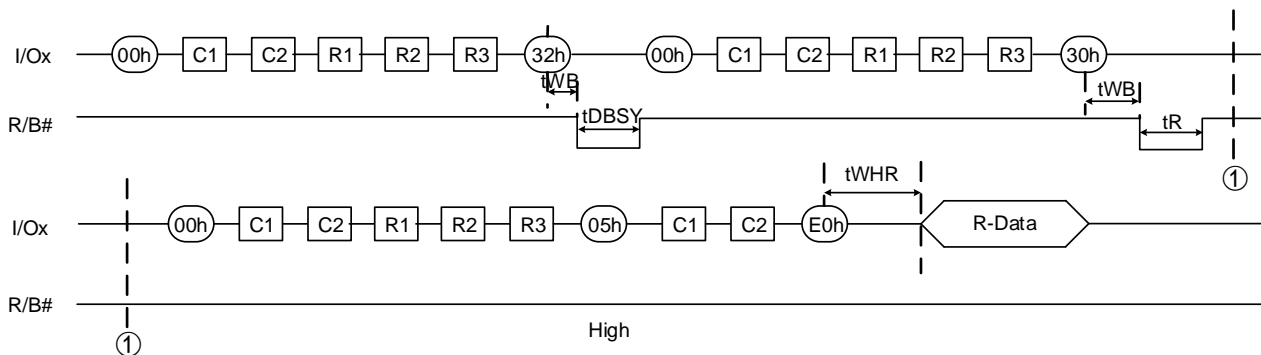 I/Ox 00h C1 C2 R1 R2 R3 32h 00h C1 C2 R1 R2 R3 30h
tWB tWB
R/B# tDBSY tR
① 
tWHR
I/Ox 00h C1 C2 R1 R2 R3 05h C1 C2 E0h R-Data
R/B#
① High